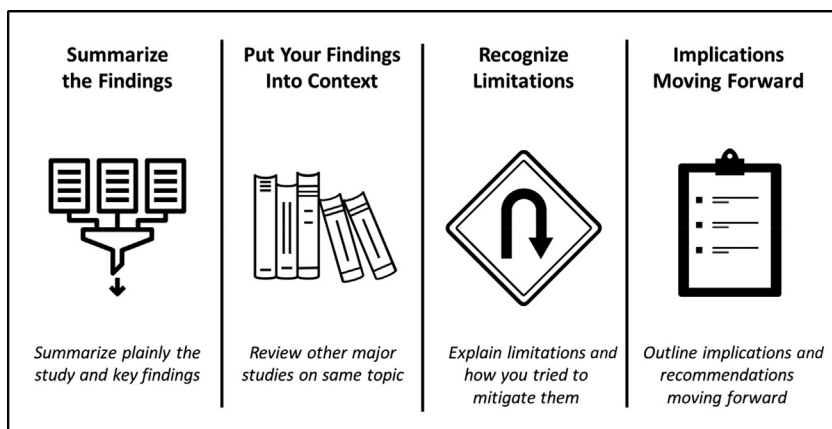 Summarize
the Findings
Put Your Findings
Into Context
Recognize
Limitations
Implications
Moving Forward
Summarize plainly the
study and key findings
Review other major
studies on same topic
Explain limitations and
how you tried to
mitigate them
Outline implications and
recommendations
moving forward